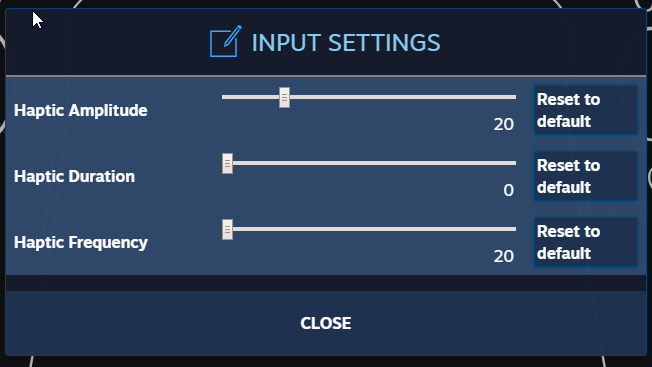 INPUT SETTINGS
Haptic Amplitude
20
Reset to
default
Haptic Duration
0
Reset to
default
Haptic Frequency
20
Reset to
default
CLOSE